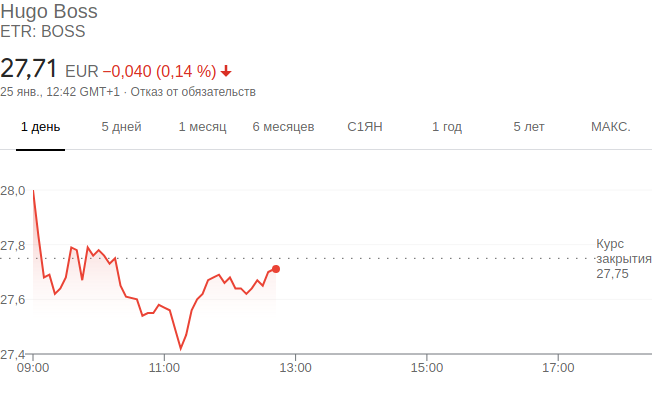 Hugo Boss
ETR: BOSS
27,71 EUR −0,040 (0,14 %)
25 янв., 12:42 GMT+1 · Отказ от обязательств
1 день 5 дней 1 месяц 6 месяцев С1ЯН 1 год 5 лет МАКС.
28,0
27,8
Курс
закрытия
27,75
27,6
27,4
09:00 11:00 13:00 15:00 17:00